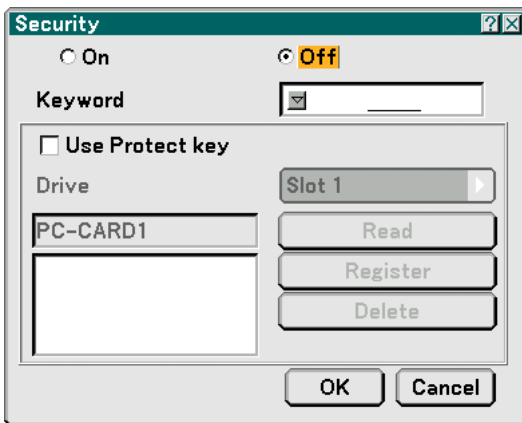 Security
On Off
Keyword
Use Protect key
Drive Slot 1
PC-CARD1 Read
Register
Delete
OK Cancel